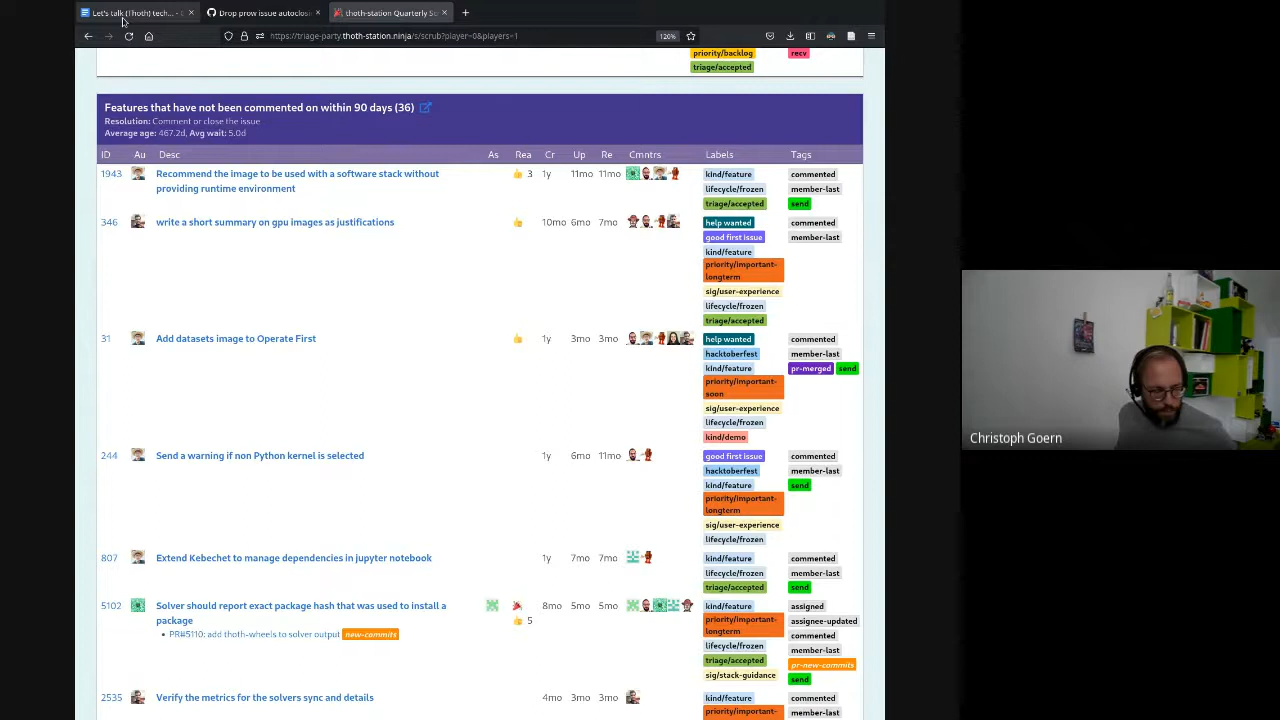 Let's talk (Thoth) tech... - G
Drop prow issue autoclosi
thoth-station Quarterly Scr
https://triage-party.thoth-station.ninja/s/scrub?player=0&players=1
120%
priority/backlog
recv
triage/accepted
Features that have not been commented on within 90 days (36)
Resolution: Comment or close the issue
Average age: 467.2d, Avg wait: 5.0d
ID Au Desc As Rea Cr Up Re Cmntrs Labels Tags
1943 Recommend the image to be used with a software stack without 3 1y 11mo 11mo kind/feature commented
providing runtime environment lifecycle/frozen member-last
triage/accepted send
346 write a short summary on gpu images as justifications 10mo 6mo 7mo help wanted commented
good first issue member-last
kind/feature
priority/important-
longterm
sig/user-experience
lifecycle/frozen
triage/accepted
31 Add datasets image to Operate First 1y 3mo 3mo help wanted commented
hacktoberfest member-last
kind/feature pr-merged send
priority/important-
soon
sig/user-experience
lifecycle/frozen
kind/demo
244 Send a warning if non Python kernel is selected 1y 6mo 11mo good first issue commented
hacktoberfest member-last
kind/feature send
priority/important-
longterm
sig/user-experience
lifecycle/frozen
807 Extend Kebechet to manage dependencies in jupyter notebook 1y 7mo 7mo kind/feature commented
lifecycle/frozen member-last
triage/accepted send
5102 Solver should report exact package hash that was used to install a 8mo 5mo 5mo kind/feature assigned
package 5 priority/important- assignee-updated
longterm
PR#5110: add thoth-wheels to solver output new-commits commented
lifecycle/frozen member-last
triage/accepted pr-new-commits
sig/stack-guidance send
2535 Verify the metrics for the solvers sync and details 4mo 3mo 3mo kind/feature commented
priority/important- member-last
Christoph Goern